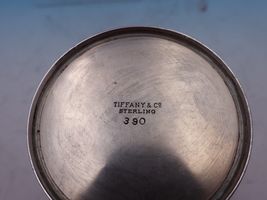 TIFFANY & Co
STERLING
390